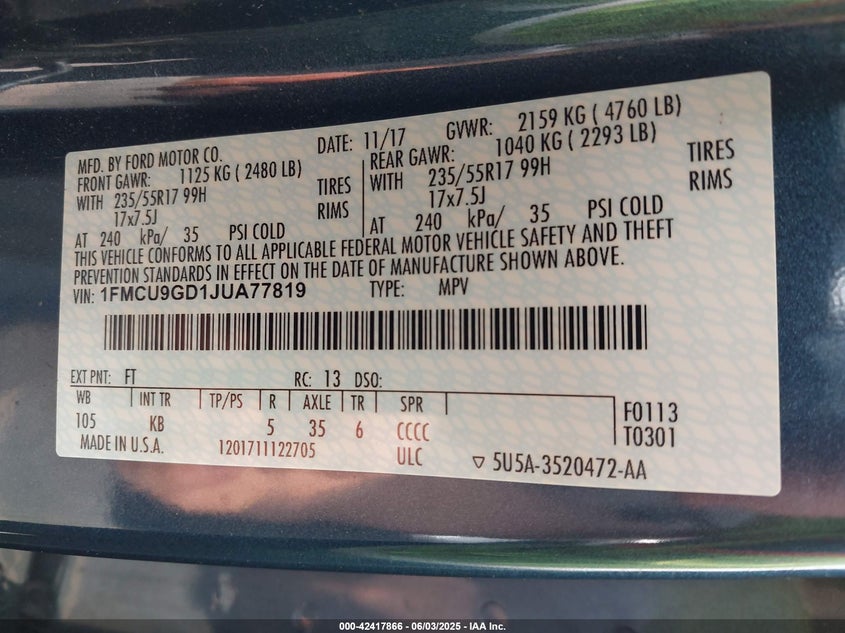 MFD. BY FORD MOTOR CO. DATE: 11/17 GVWR: 2159 KG ( 4760 LB)
FRONT GAWR: 1125 KG ( 2480 LB) REAR GAWR: 1040 KG ( 2293 LB)
WITH 235/55R17 99H TIRES WITH 235/55R17 99H TIRES
17x7.5J RIMS 17x7.5J RIMS
AT 240 kPa/ 35 PSI COLD AT 240 kPa/ 35 PSI COLD
THIS VEHICLE CONFORMS TO ALL APPLICABLE FEDERAL MOTOR VEHICLE SAFETY AND THEFT
PREVENTION STANDARDS IN EFFECT ON THE DATE OF MANUFACTURE SHOWN ABOVE.
VIN: 1FMCU9GD1JUA77819 TYPE: MPV
EXT PNT: FT RC: 13 DSO:
WB INT TR TP/PS R AXLE TR SPR
105 KB 5 35 6 CCCC
F0113
T0301
MADE IN U.S.A. 1201711122705 ULC ▽ 5U5A-3520472-AA
000-42417866 - 06/03/2025 - IAA Inc.